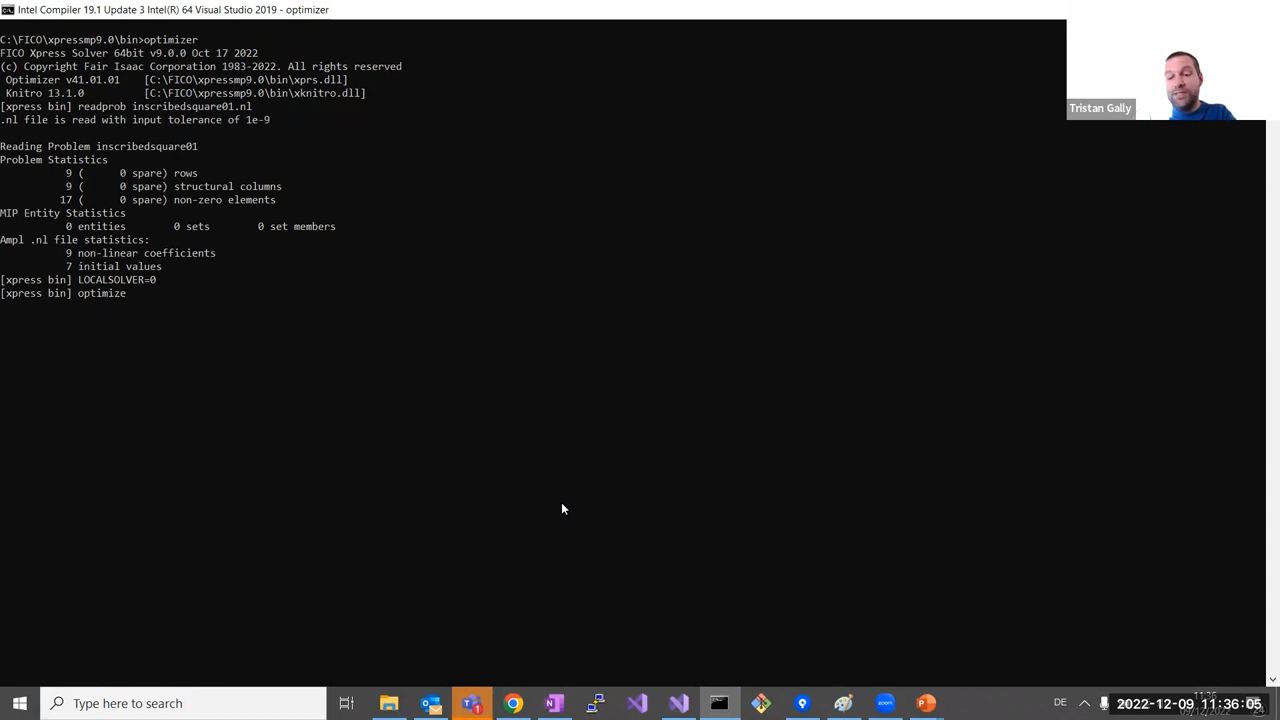 Intel Compiler 19.1 Update 3 Intel(R) 64 Visual Studio 2019 - optimizer
C:\FICO\xpressmp9.0\bin>optimizer
FICO Xpress Solver 64bit v9.0.0 Oct 17 2022
(c) Copyright Fair Isaac Corporation 1983-2022. All rights reserved
Optimizer v41.01.01    [C:\FICO\xpressmp9.0\bin\xprs.dll]
Knitro 13.1.0          [C:\FICO\xpressmp9.0\bin\xknitro.dll]
[xpress bin] readprob inscribedsquare01.nl
.nl file is read with input tolerance of 1e-9
Reading Problem inscribedsquare01
Problem Statistics
9 (      0 spare) rows
9 (      0 spare) structural columns
17 (      0 spare) non-zero elements
MIP Entity Statistics
0 entities        0 sets        0 set members
Ampl .nl file statistics:
9 non-linear coefficients
7 initial values
[xpress bin] LOCALSOLVER=0
[xpress bin] optimize
Tristan Gally
Type here to search
DE
11:36
2022-12-09 11:36:05